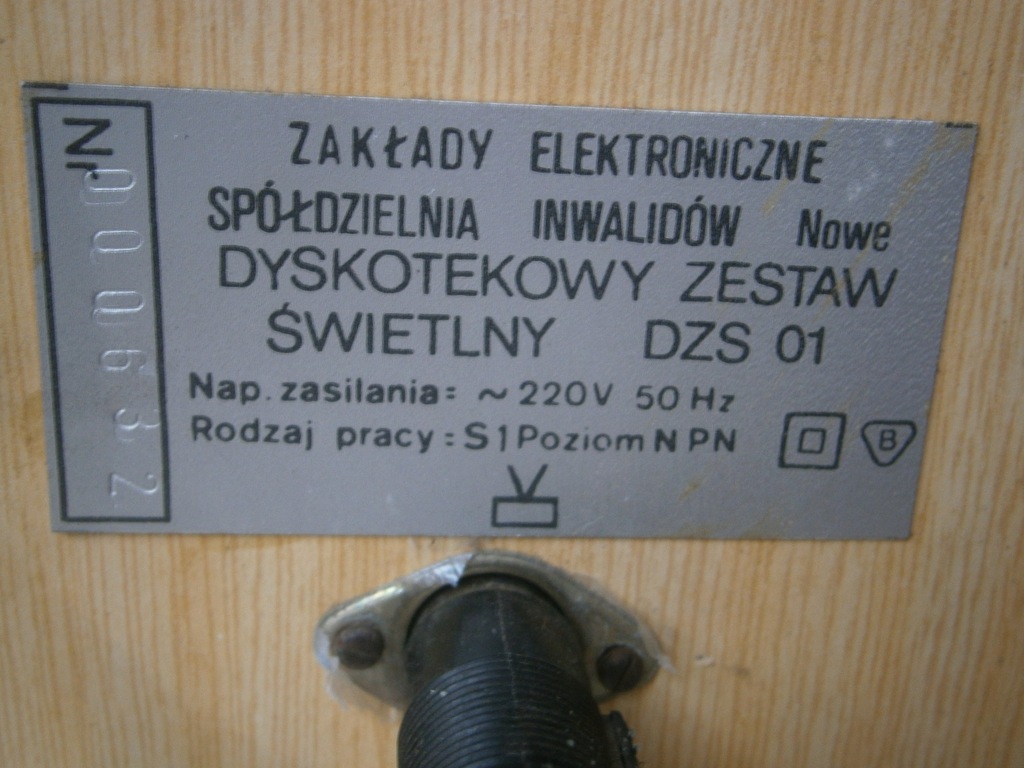 Nr 000632
ZAKŁADY ELEKTRONICZNE
SPÓŁDZIELNIA INWALIDÓW Nowe
DYSKOTEKOWY ZESTAW
ŚWIETLNY DZS 01
Nap. zasilania: ~ 220V 50 Hz
Rodzaj pracy: S1 Poziom N PN
B